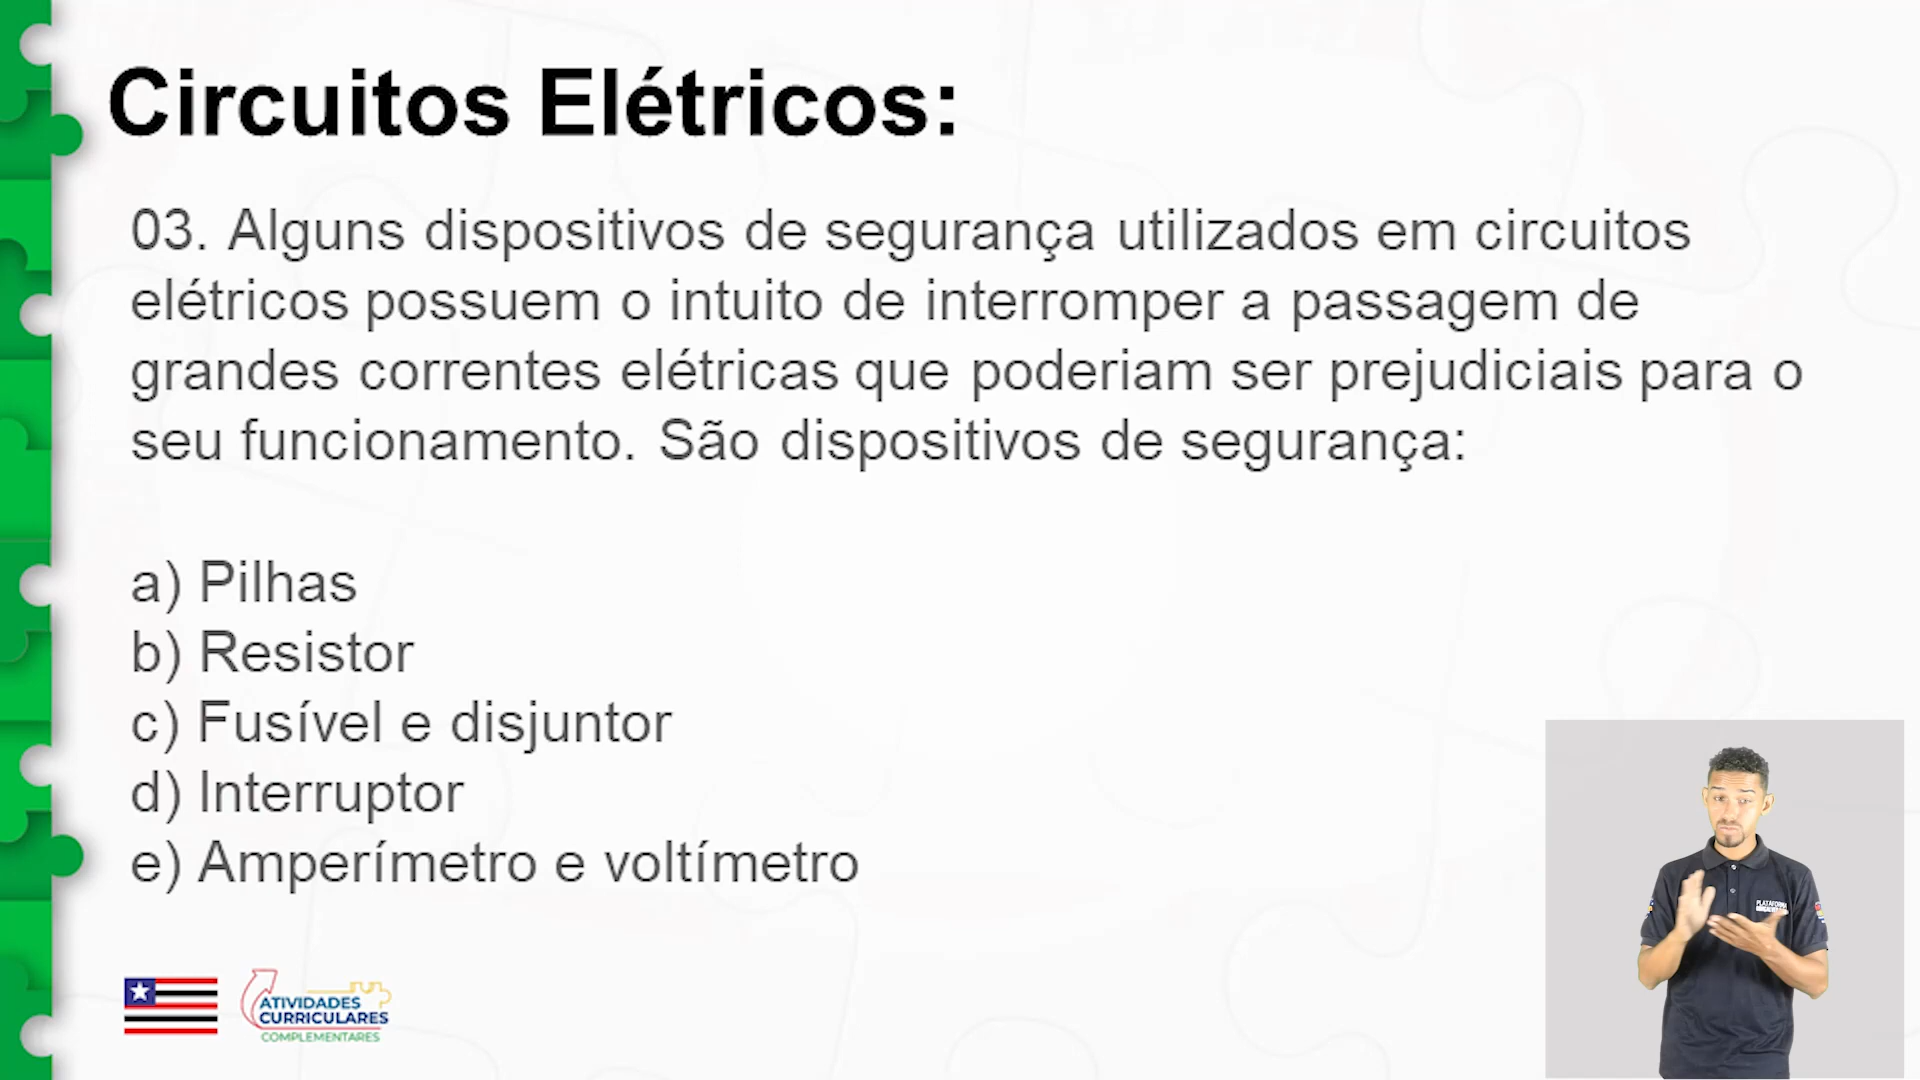 Circuitos Elétricos:
03. Alguns dispositivos de segurança utilizados em circuitos
elétricos possuem o intuito de interromper a passagem de
grandes correntes elétricas que poderiam ser prejudiciais para o
seu funcionamento. São dispositivos de segurança:
a) Pilhas
b) Resistor
c) Fusível e disjuntor
d) Interruptor
e) Amperímetro e voltímetro
ATIVIDADES
CURRICULARES
COMPLEMENTARES
PLATAFORMA